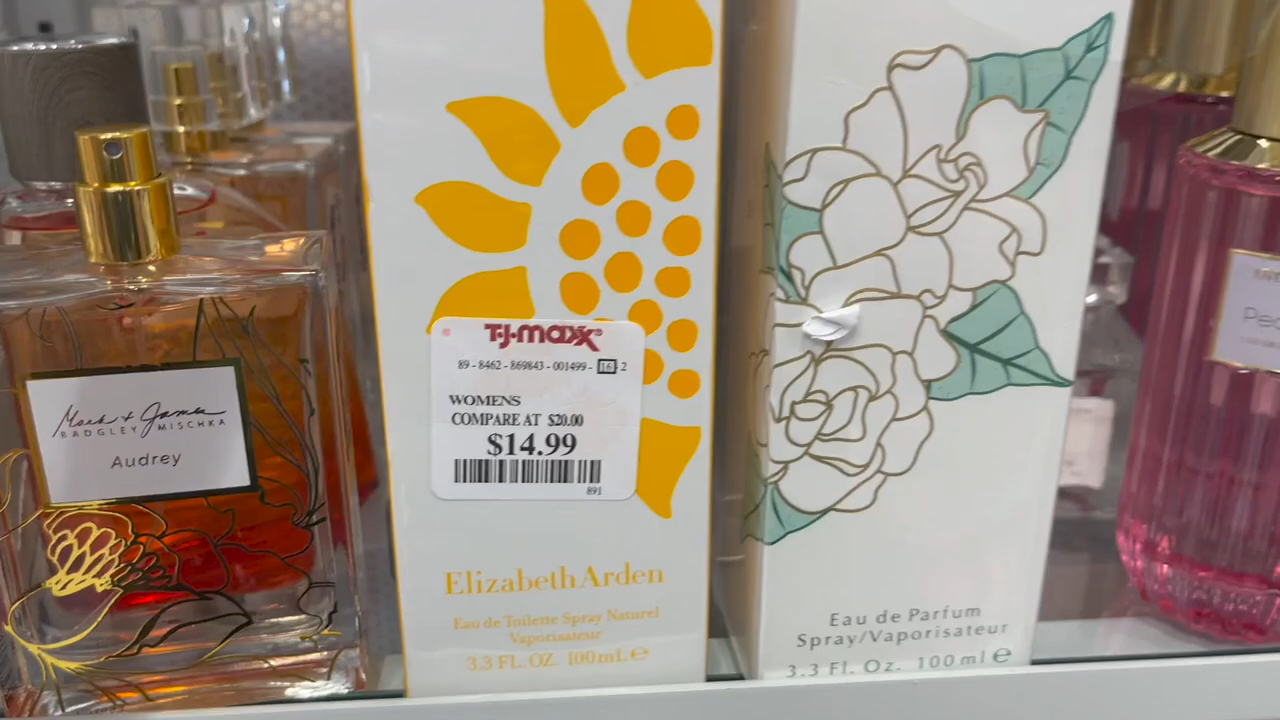 Mark + James
BADGLEY MISCHKA
Audrey
T.J.maxx
89 - 8462 - 869843 - 001499 - 16 - 2
WOMENS
COMPARE AT $20.00
$14.99
891
ElizabethArden
Eau de Toilette Spray Naturel
Vaporisateur
3.3 FL. OZ. 100mL e
Eau de Parfum
Spray/Vaporisateur
3.3 Fl. Oz. 100 ml e